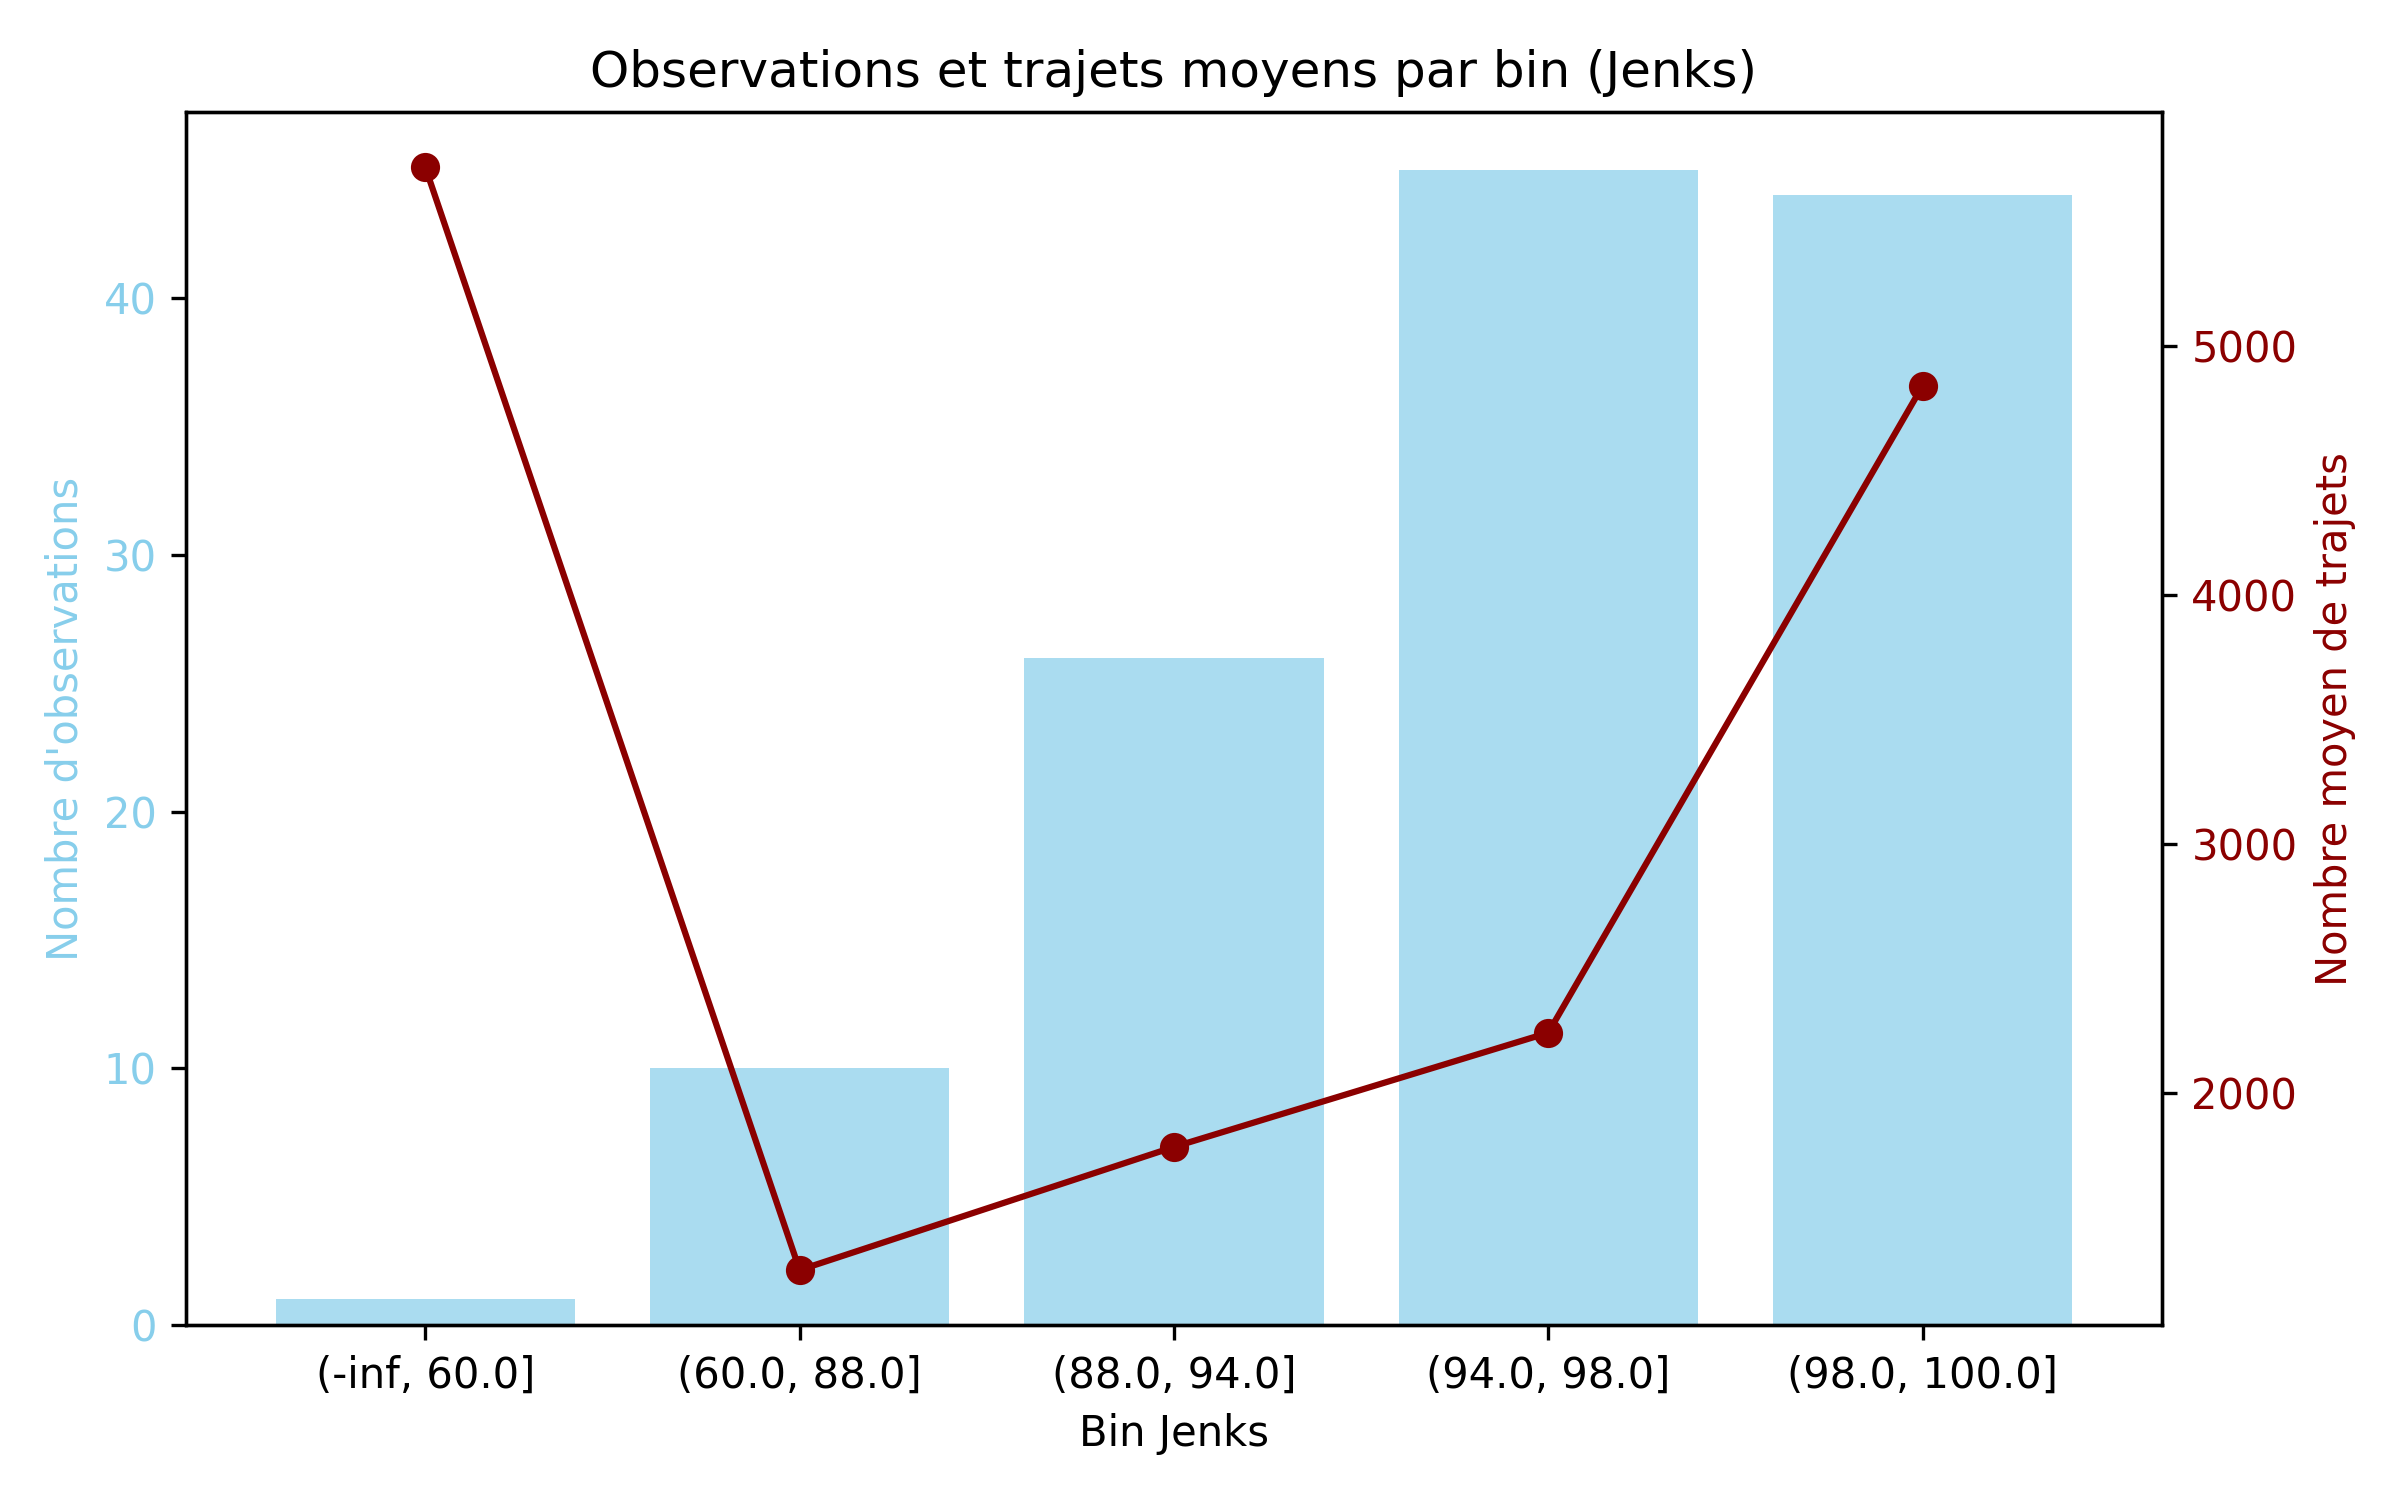 Observations et trajets moyens par bin (Jenks)
Nombre d'observations
40
30
20
10
0
5000
4000
3000
2000
Nombre moyen de trajets
(-inf, 60.0]
(60.0, 88.0]
(88.0, 94.0]
(94.0, 98.0]
(98.0, 100.0]
Bin Jenks